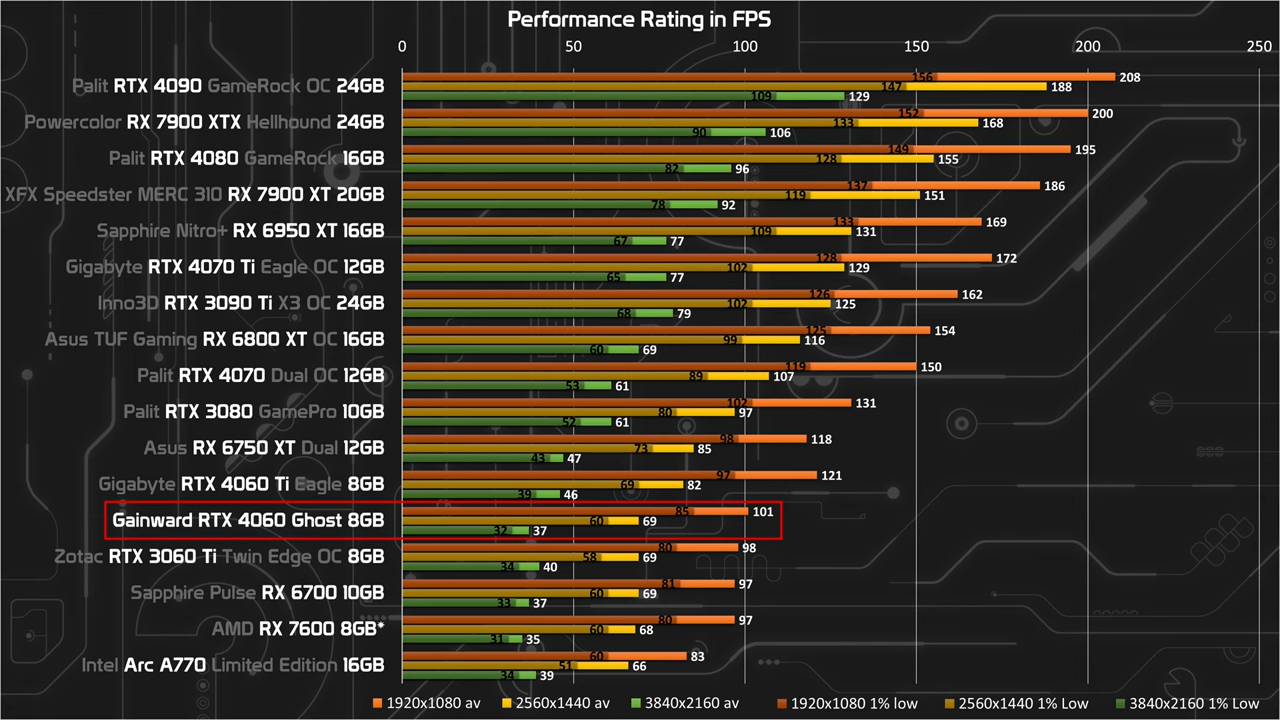 Performance Rating in FPS
0 50 100 150 200 250
Palit RTX 4090 GameRock OC 24GB 156 208
147 188
109 129
Powercolor RX 7900 XTX Hellhound 24GB 152 200
133 168
90 106
Palit RTX 4080 GameRock 16GB 149 195
128 155
82 96
XFX Speedster MERC 310 RX 7900 XT 20GB 137 186
119 151
78 92
Sapphire Nitro+ RX 6950 XT 16GB 133 169
109 131
67 77
Gigabyte RTX 4070 Ti Eagle OC 12GB 128 172
102 129
65 77
Inno3D RTX 3090 Ti X3 OC 24GB 126 162
102 125
68 79
Asus TUF Gaming RX 6800 XT OC 16GB 125 154
99 116
60 69
Palit RTX 4070 Dual OC 12GB 119 150
89 107
53 61
Palit RTX 3080 GamePro 10GB 102 131
80 97
52 61
Asus RX 6750 XT Dual 12GB 98 118
73 85
43 47
Gigabyte RTX 4060 Ti Eagle 8GB 97 121
69 82
39 46
Gainward RTX 4060 Ghost 8GB 85 101
60 69
32 37
Zotac RTX 3060 Ti Twin Edge OC 8GB 80 98
58 69
34 40
Sapphire Pulse RX 6700 10GB 81 97
60 69
33 37
AMD RX 7600 8GB* 80 97
60 68
31 35
Intel Arc A770 Limited Edition 16GB 60 83
51 66
34 39
1920x1080 av 2560x1440 av 3840x2160 av 1920x1080 1% low 2560x1440 1% Low 3840x2160 1% Low